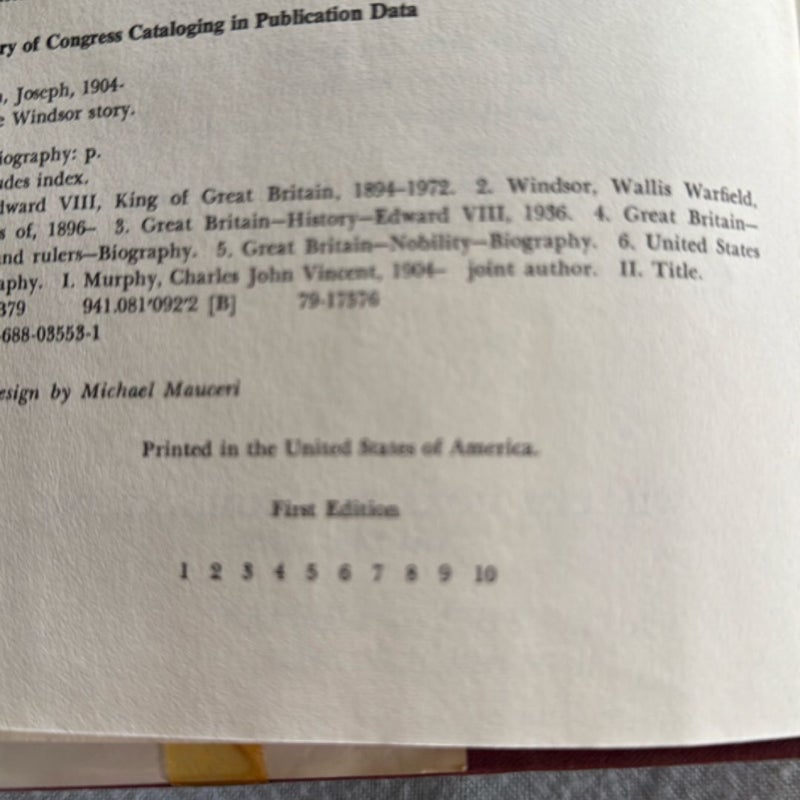 ry of Congress Cataloging in Publication Data
, Joseph, 1904-
e Windsor story.
iography: p.
udes index.
dward VIII, King of Great Britain, 1894–1972. 2. Windsor, Wallis Warfield,
s of, 1896– 3. Great Britain—History—Edward VIII, 1936. 4. Great Britain—
nd rulers—Biography. 5. Great Britain—Nobility—Biography. 6. United States
aphy. I. Murphy, Charles John Vincent, 1904– joint author. II. Title.
379 941.081'092'2 [B] 79-17376
-688-03553-1
esign by Michael Mauceri
Printed in the United States of America.
First Edition
1 2 3 4 5 6 7 8 9 10